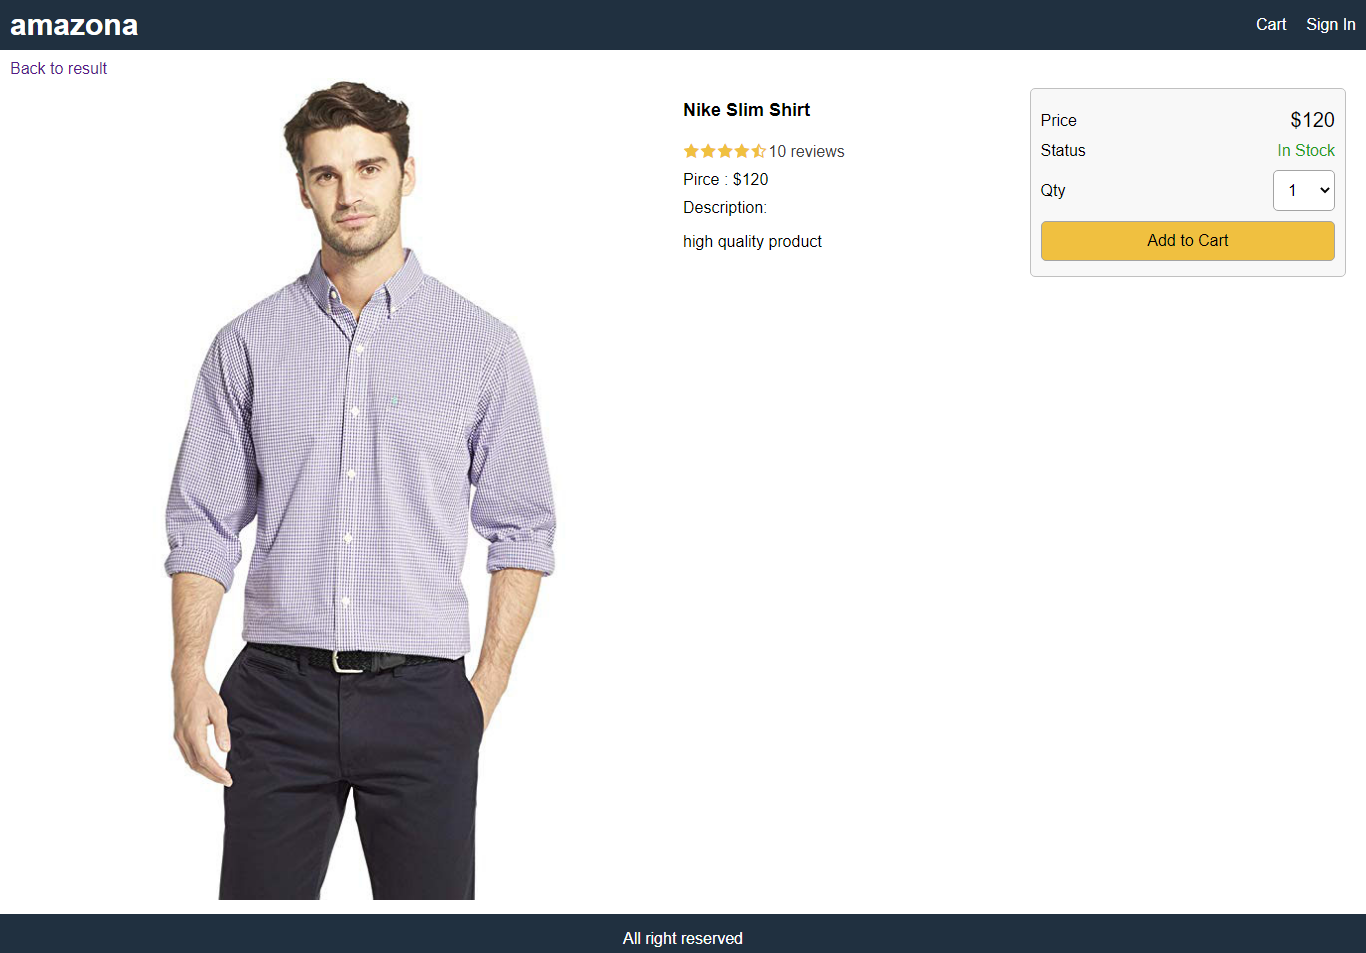 amazona
Cart Sign In
Back to result
Nike Slim Shirt
10 reviews
Pirce : $120
Description:
high quality product
Price $120
Status In Stock
Qty 1
Add to Cart
All right reserved